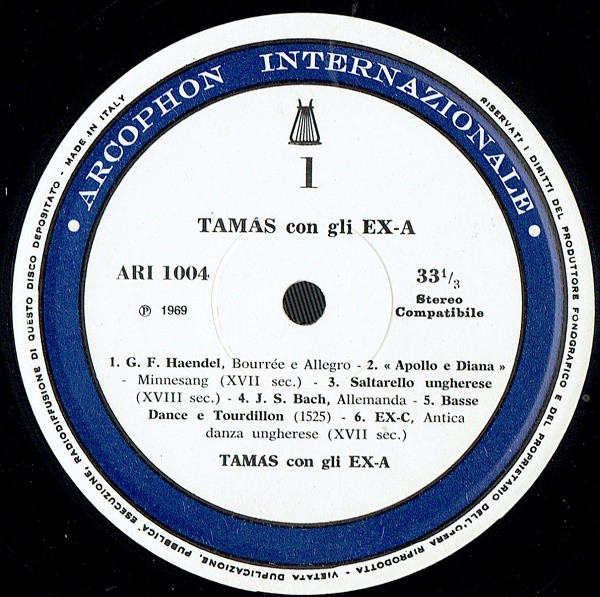 ARCOPHON INTERNAZIONALE
1
TAMÁS con gli EX-A
ARI 1004
33 1/3
℗ 1969
Stereo
Compatibile
1. G. F. Haendel, Bourrée e Allegro - 2. « Apollo e Diana »
- Minnesang (XVII sec.) - 3. Saltarello ungherese
(XVIII sec.) - 4. J. S. Bach, Allemanda - 5. Basse
Dance e Tourdillon (1525) - 6. EX-C, Antica
danza ungherese (XVII sec.)
TAMÁS con gli EX-A
RISERVATI I DIRITTI DEL PRODUTTORE FONOGRAFICO E DEL PROPRIETARIO DELL'OPERA RIPRODOTTA - VIETATA DUPLICAZIONE, PUBBLICA ESECUZIONE, RADIODIFFUSIONE DI QUESTO DISCO DEPOSITATO - MADE IN ITALY